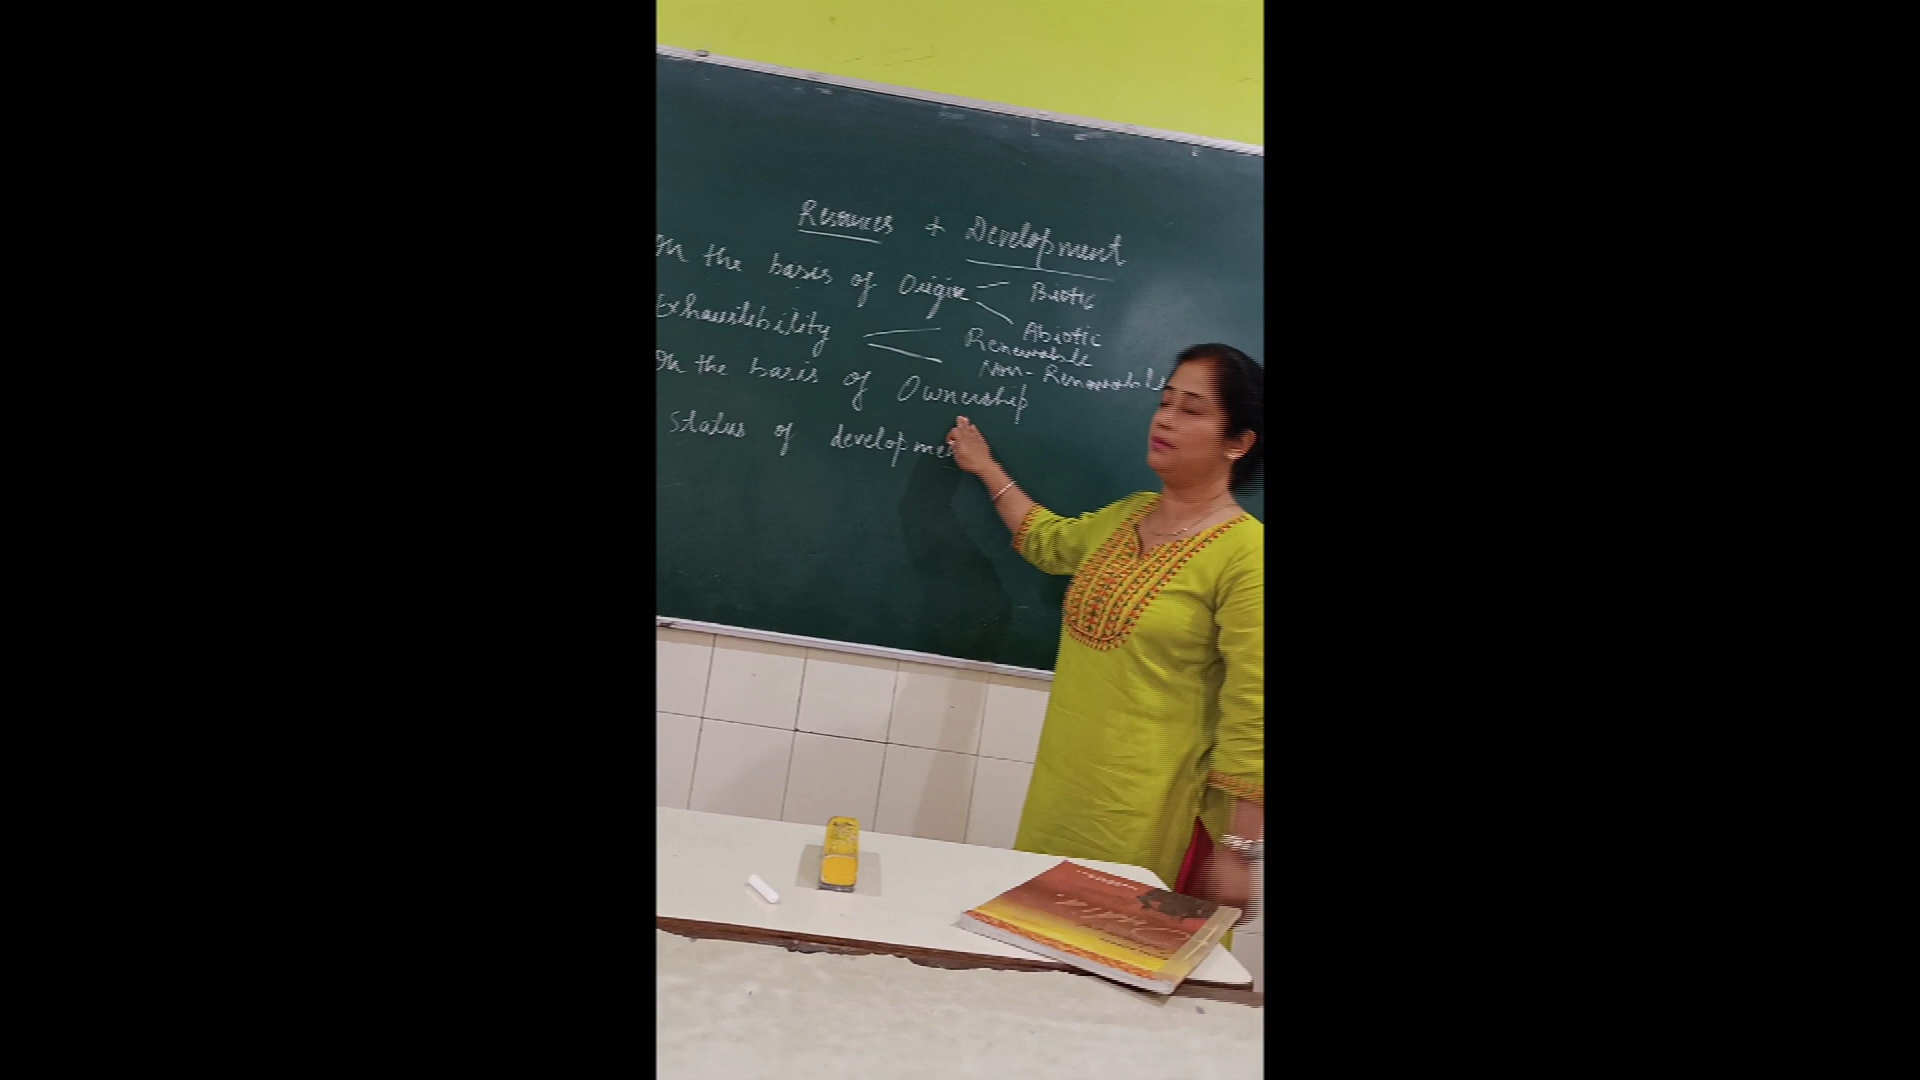 Resources + Development
On the basis of Origin
Biotic
Abiotic
Exhaustibility
Renewable
Non-Renewable
On the basis of Ownership
Status of developme